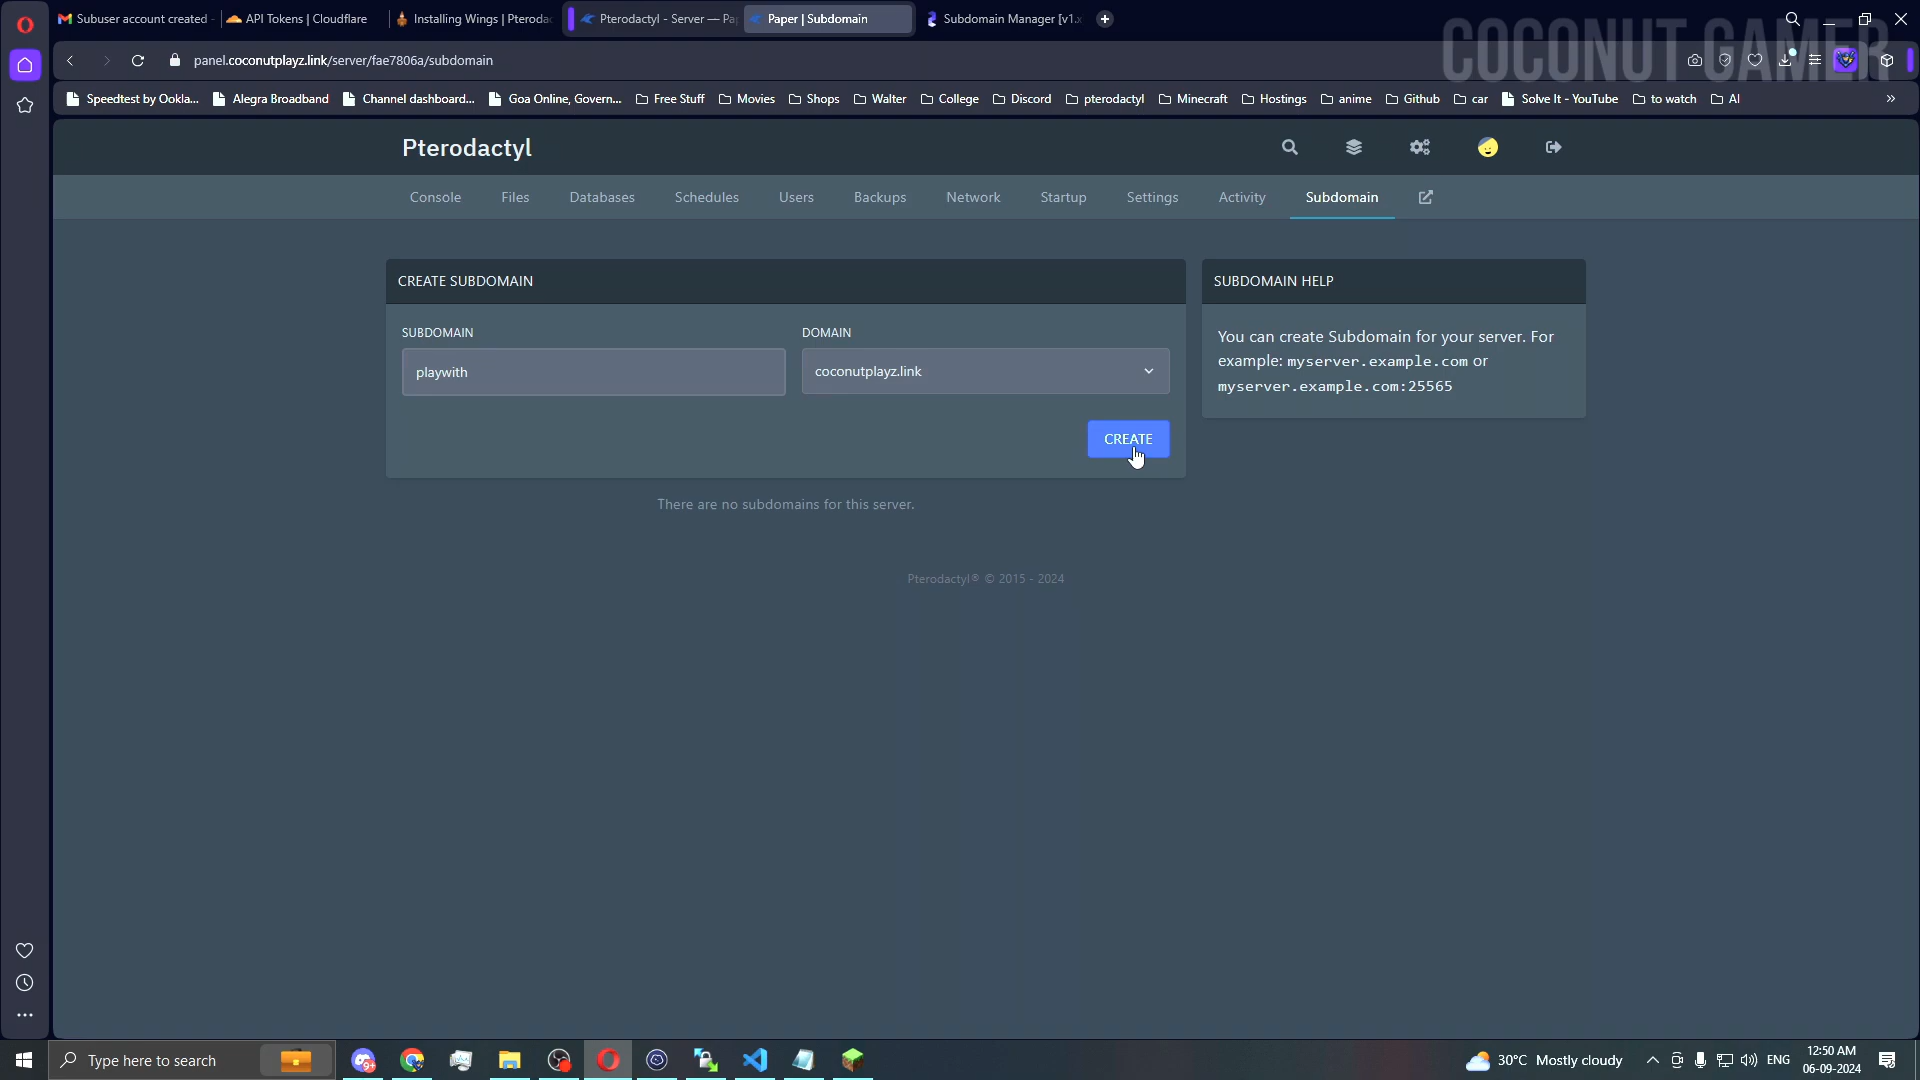 Subuser account created
API Tokens | Cloudflare
Installing Wings | Pterodac
Pterodactyl - Server — Pap
Paper | Subdomain
Subdomain Manager [v1.x
COCONUT GAMER
panel.coconutplayz.link/server/fae7806a/subdomain
Speedtest by Ookla...
Alegra Broadband
Channel dashboard...
Goa Online, Govern...
Free Stuff
Movies
Shops
Walter
College
Discord
pterodactyl
Minecraft
Hostings
anime
Github
car
Solve It - YouTube
to watch
AI
»
Pterodactyl
Console
Files
Databases
Schedules
Users
Backups
Network
Startup
Settings
Activity
Subdomain
CREATE SUBDOMAIN
SUBDOMAIN
playwith
DOMAIN
coconutplayz.link
CREATE
SUBDOMAIN HELP
You can create Subdomain for your server. For
example: myserver.example.com or
myserver.example.com:25565
There are no subdomains for this server.
Pterodactyl® © 2015 - 2024
Type here to search
9+
30°C Mostly cloudy
ENG
12:50 AM
06-09-2024